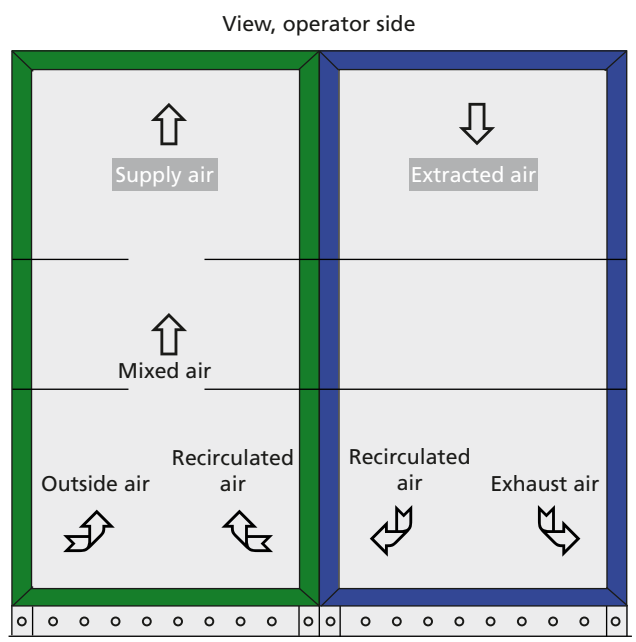 View, operator side
Supply air
Extracted air
Mixed air
Outside air
Recirculated
air
Recirculated
air
Exhaust air